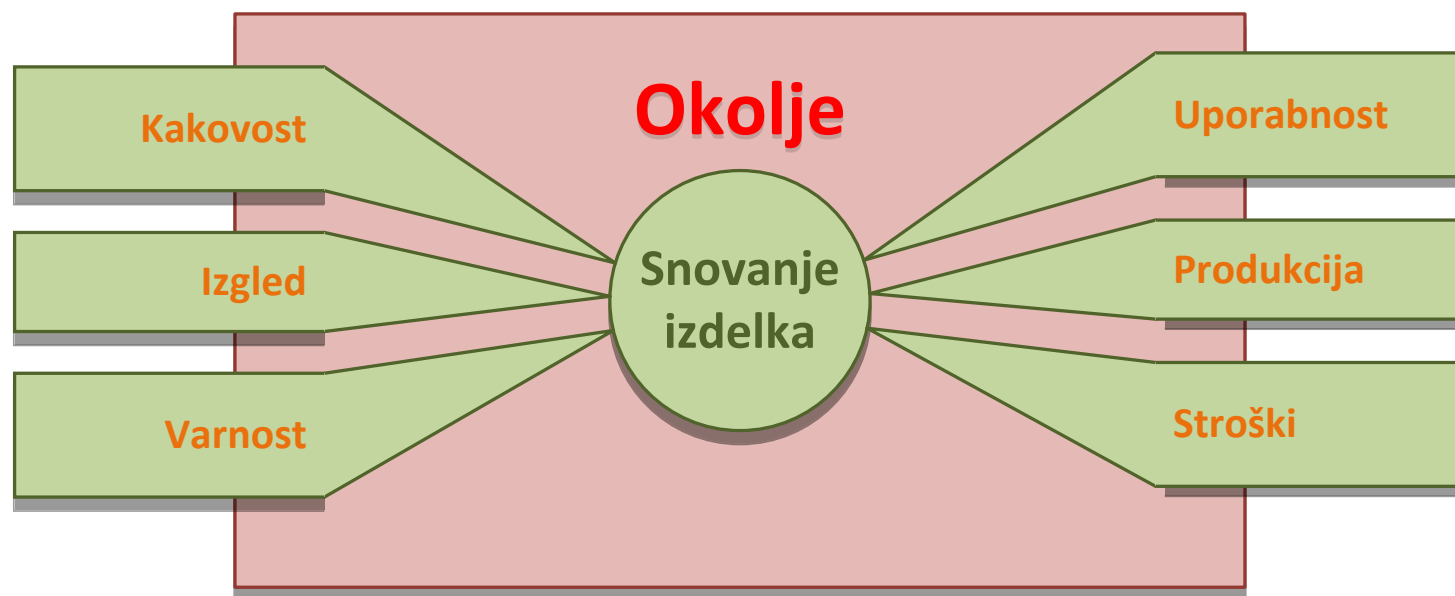 Okolje
Kakovost
Izgled
Varnost
Snovanje
izdelka
Uporabnost
Produkcija
Stroški